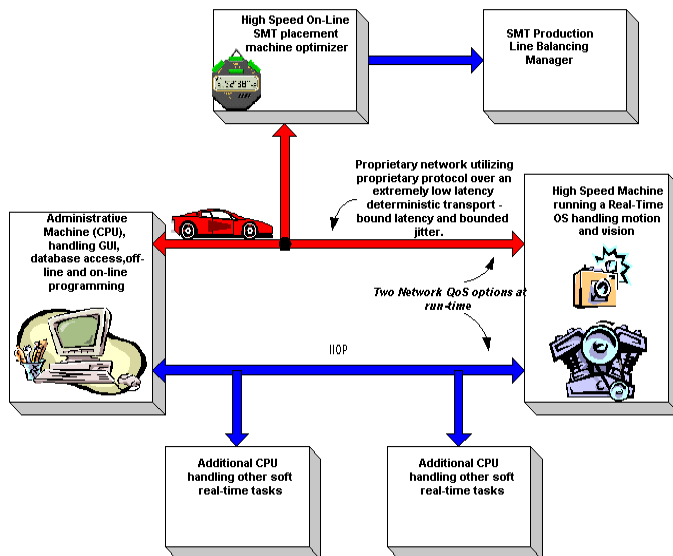 High Speed On-Line
SMT placement
machine optimizer
SMT Production
Line Balancing
Manager
Proprietary network utilizing
proprietary protocol over an
extremely low latency
deterministic transport -
bound latency and bounded
jitter.
High Speed Machine
running a Real-Time
OS handling motion
and vision
Administrative
Machine (CPU),
handling GUI,
database access,off-
line and on-line
programming
Two Network QoS options at
run-time
IIOP
Additional CPU
handling other soft
real-time tasks
Additional CPU
handling other soft
real-time tasks